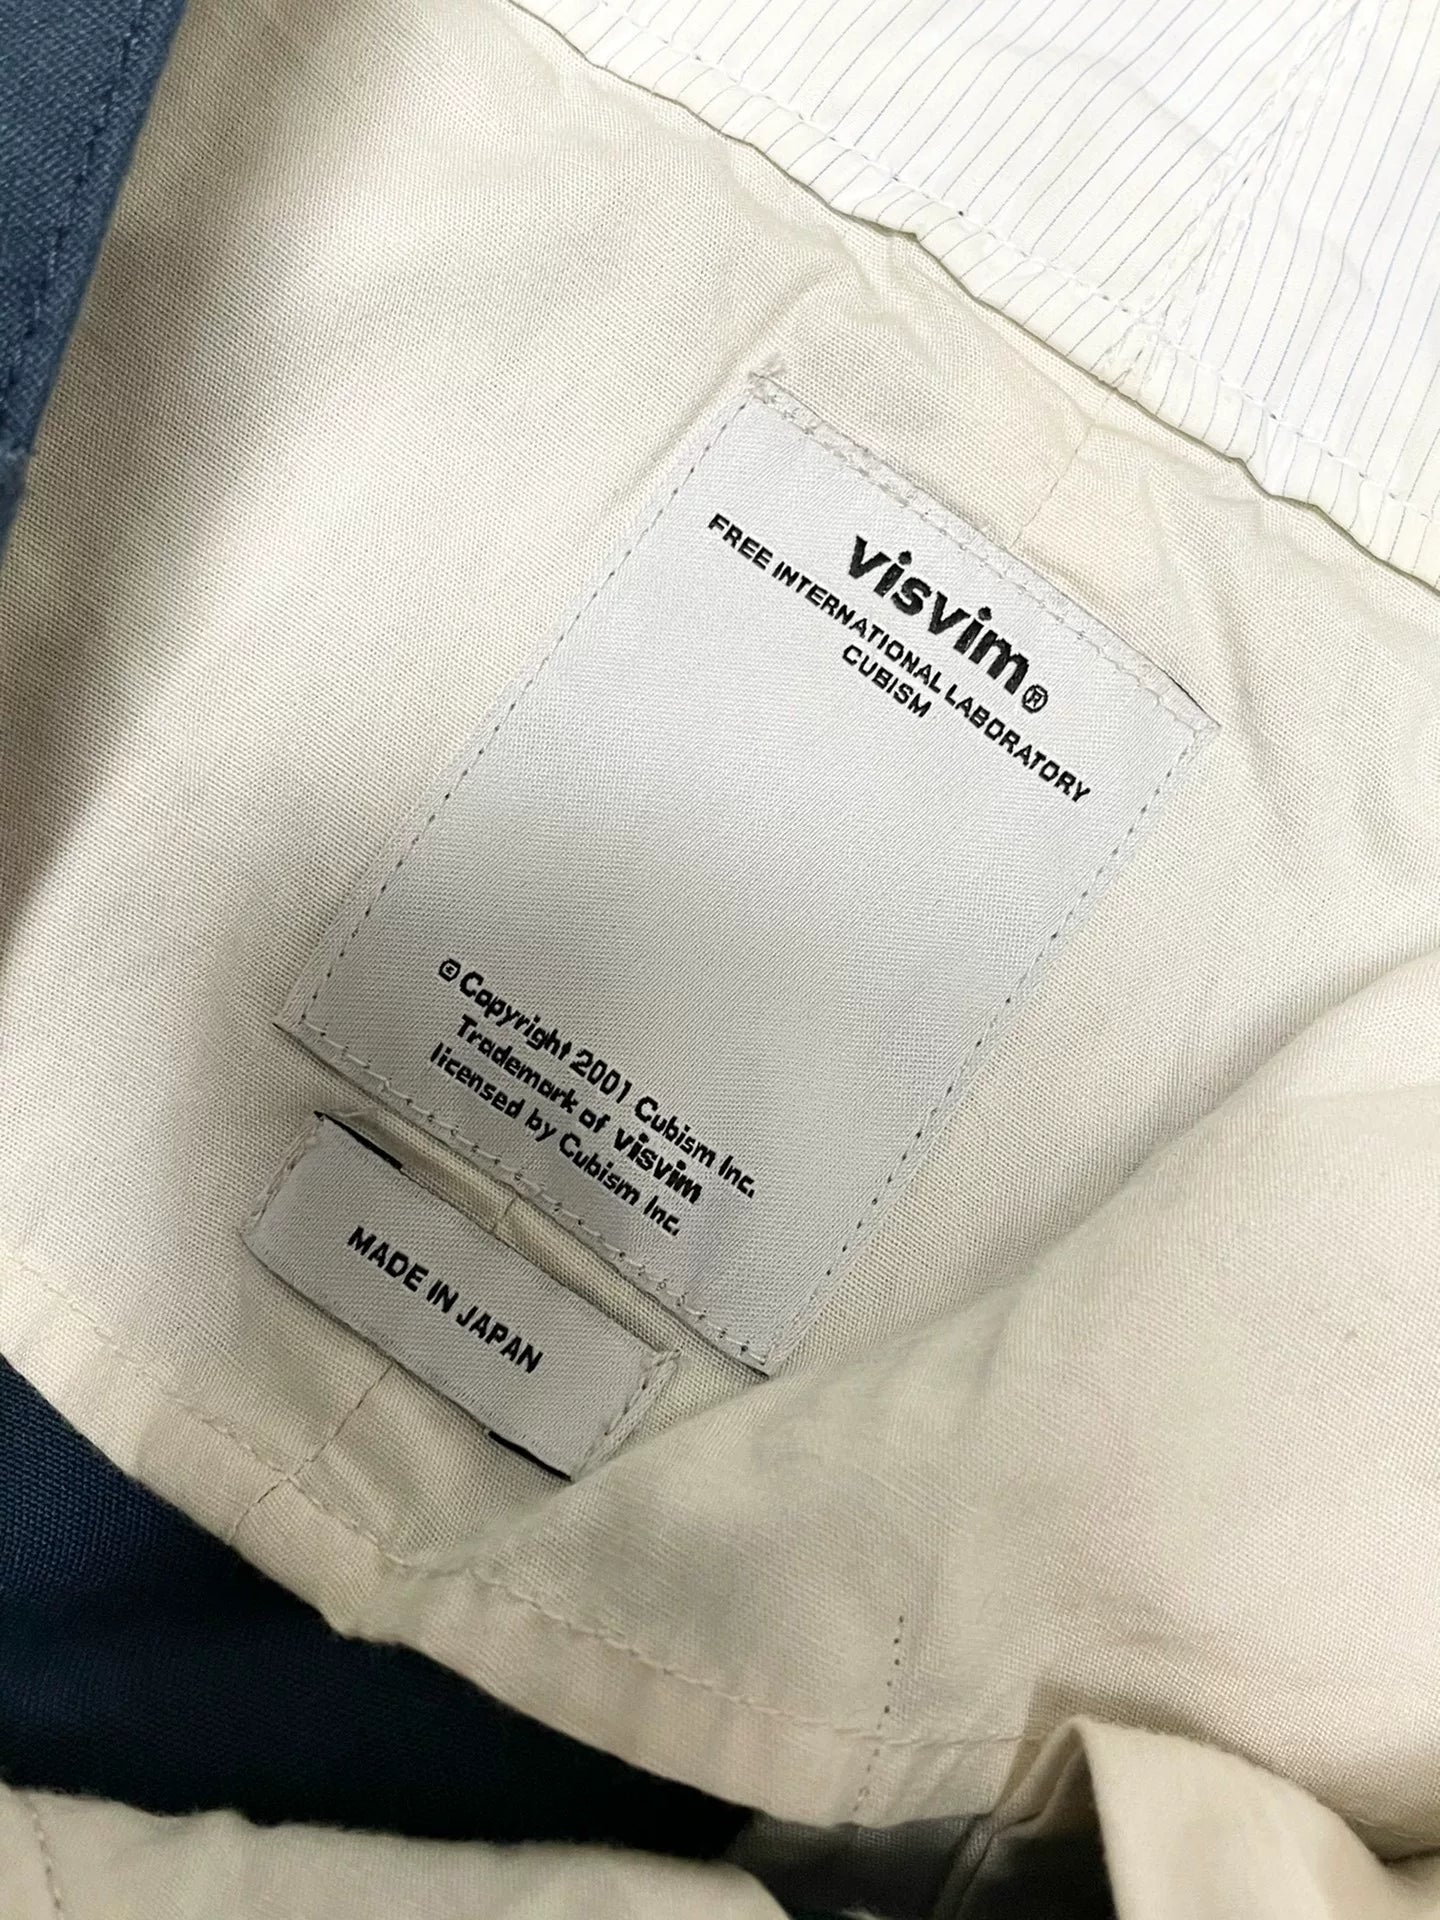 visvim®
FREE INTERNATIONAL LABORATORY
CUBISM
© Copyright 2001 Cubism Inc.
Trademark of visvim
licensed by Cubism Inc.
MADE IN JAPAN